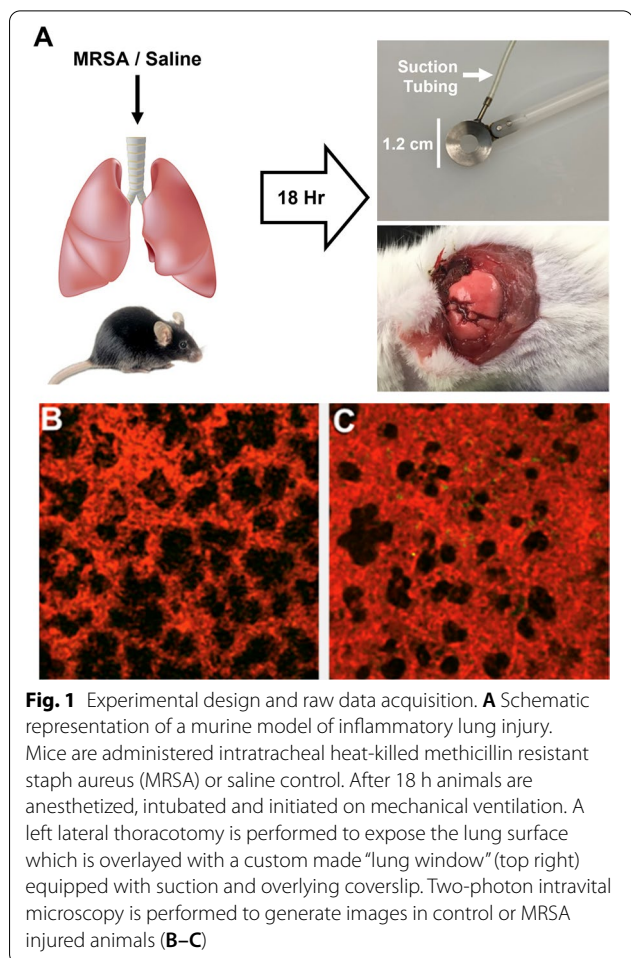 A
MRSA / Saline
18 Hr
Suction
Tubing
1.2 cm
B
C
Fig. 1 Experimental design and raw data acquisition. A Schematic
representation of a murine model of inflammatory lung injury.
Mice are administered intratracheal heat-killed methicillin resistant
staph aureus (MRSA) or saline control. After 18 h animals are
anesthetized, intubated and initiated on mechanical ventilation. A
left lateral thoracotomy is performed to expose the lung surface
which is overlayed with a custom made “lung window” (top right)
equipped with suction and overlying coverslip. Two-photon intravital
microscopy is performed to generate images in control or MRSA
injured animals (B–C)